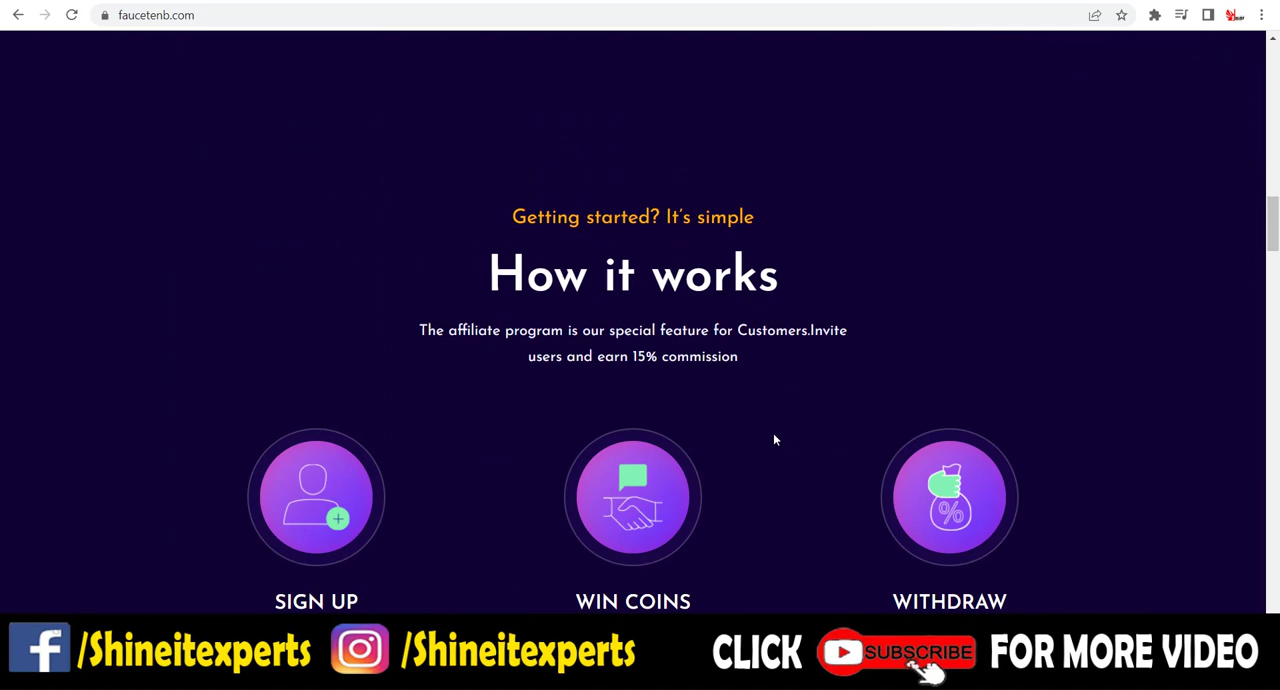 faucetenb.com
Getting started? It's simple
How it works
The affiliate program is our special feature for Customers.Invite
users and earn 15% commission
%
SIGN UP
WIN COINS
WITHDRAW
f /Shineitexperts /Shineitexperts CLICK SUBSCRIBE FOR MORE VIDEO